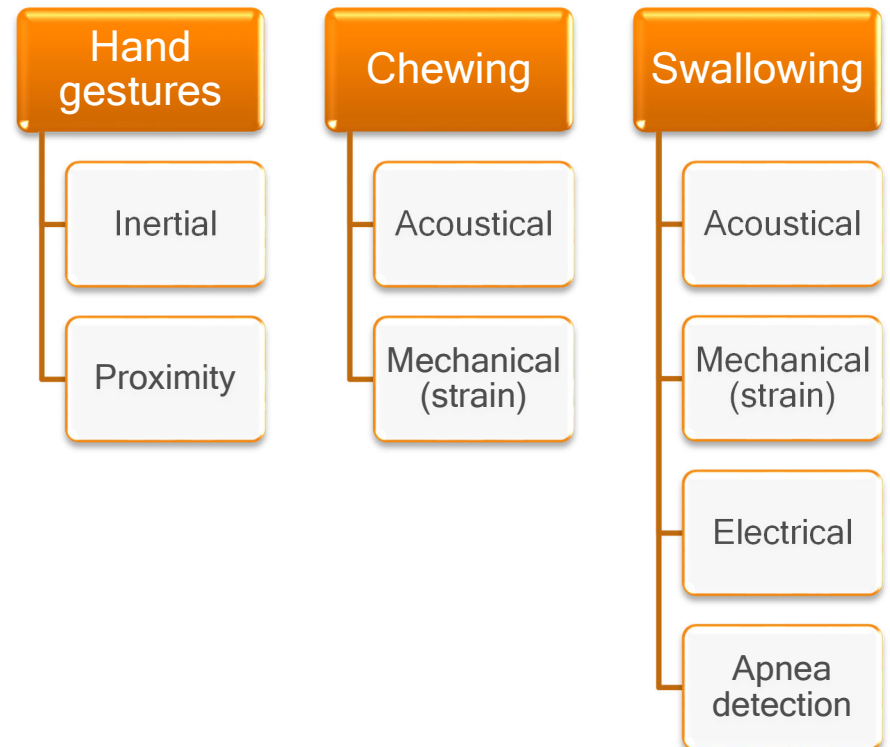 Hand
gestures
Inertial
Proximity
Chewing
Acoustical
Mechanical
(strain)
Swallowing
Acoustical
Mechanical
(strain)
Electrical
Apnea
detection